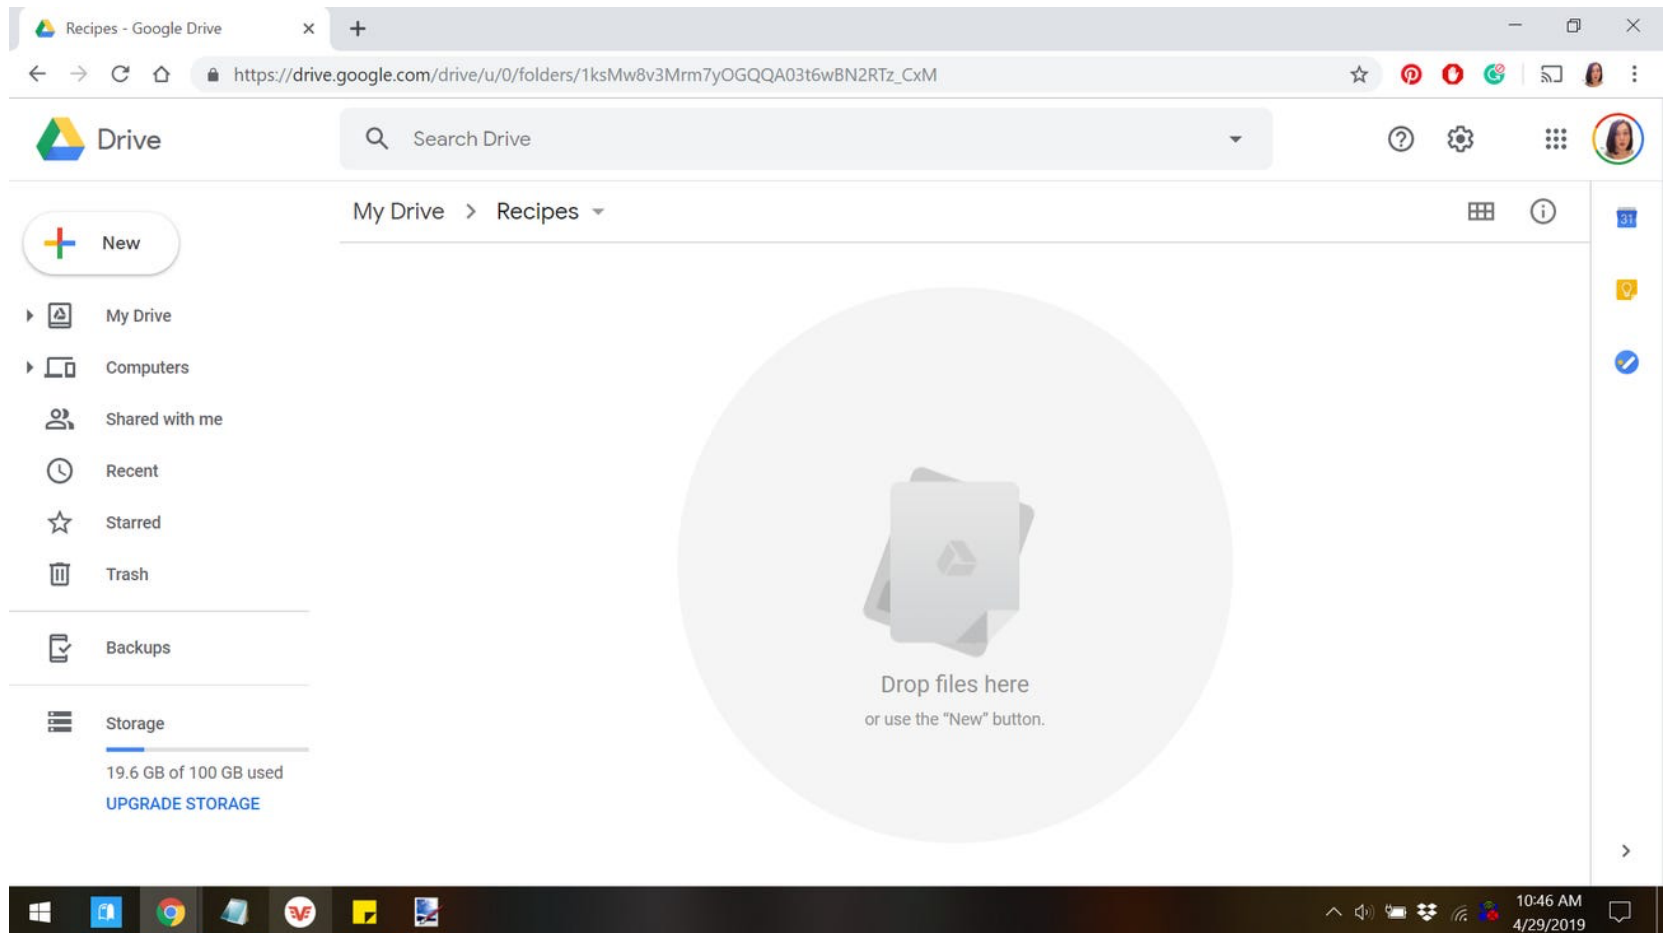 Recipes - Google Drive
https://drive.google.com/drive/u/0/folders/1ksMw8v3Mrm7yOGQQA03t6wBN2RTz_CxM
Drive
Search Drive
New
My Drive > Recipes
31
My Drive
Computers
Shared with me
Recent
Starred
Trash
Backups
Storage
19.6 GB of 100 GB used
UPGRADE STORAGE
Drop files here
or use the “New” button.
10:46 AM
4/29/2019